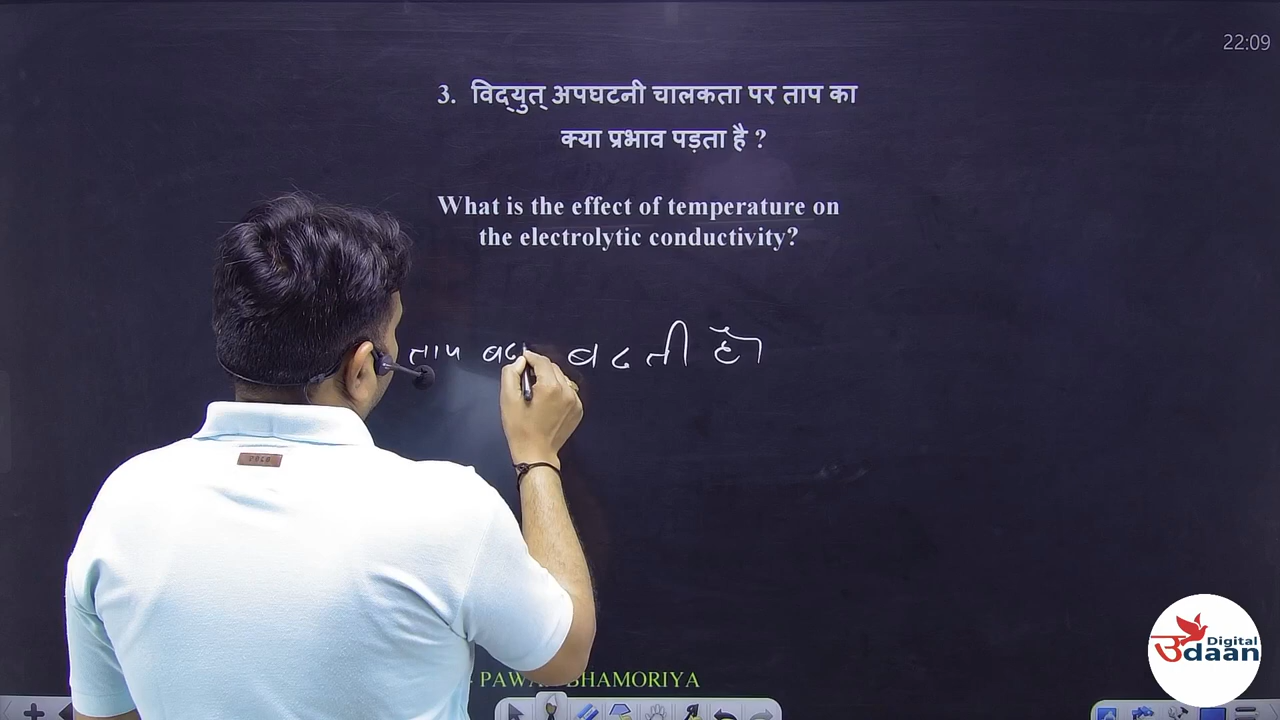 22:09
3. विद्युत् अपघटनी चालकता पर ताप का
क्या प्रभाव पड़ता है ?
What is the effect of temperature on
the electrolytic conductivity?
ताप बढ़ती है।
BHAMORIYA
Digital
उdaan